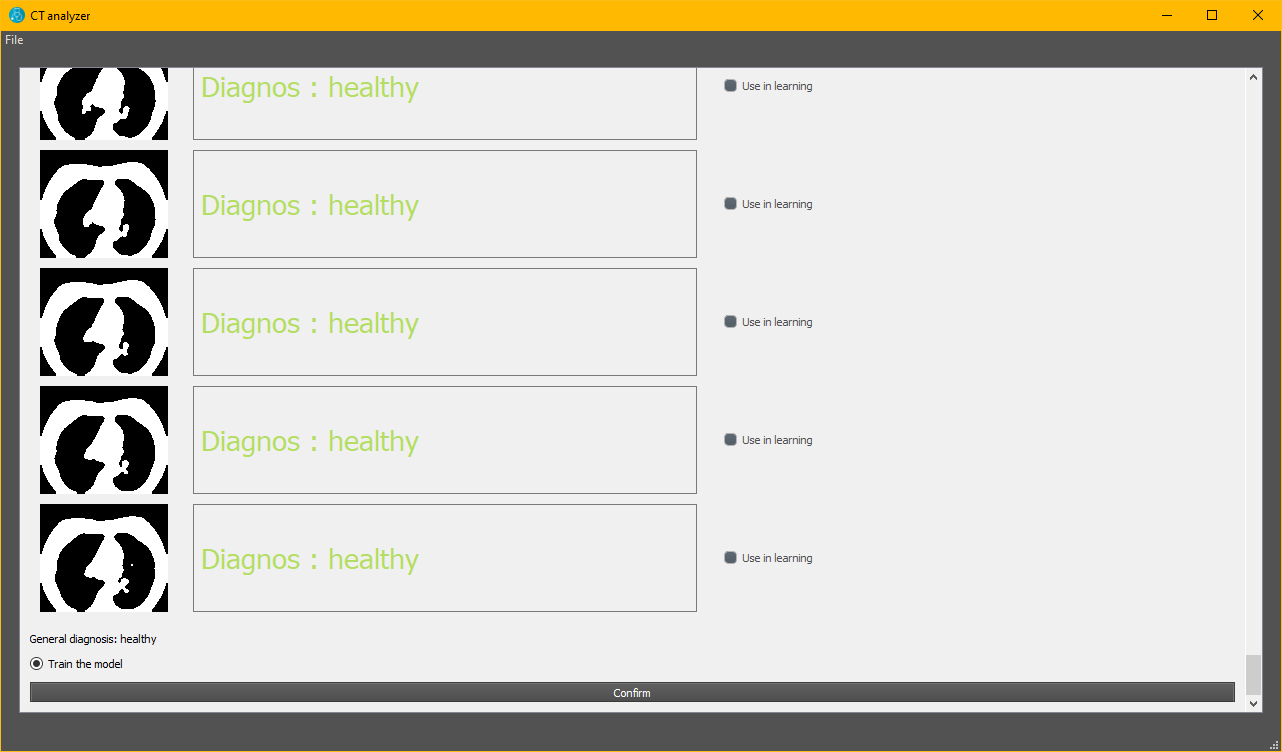 CT analyzer
File
Diagnos : healthy
Use in learning
Diagnos : healthy
Use in learning
Diagnos : healthy
Use in learning
Diagnos : healthy
Use in learning
Diagnos : healthy
Use in learning
General diagnosis: healthy
Train the model
Confirm